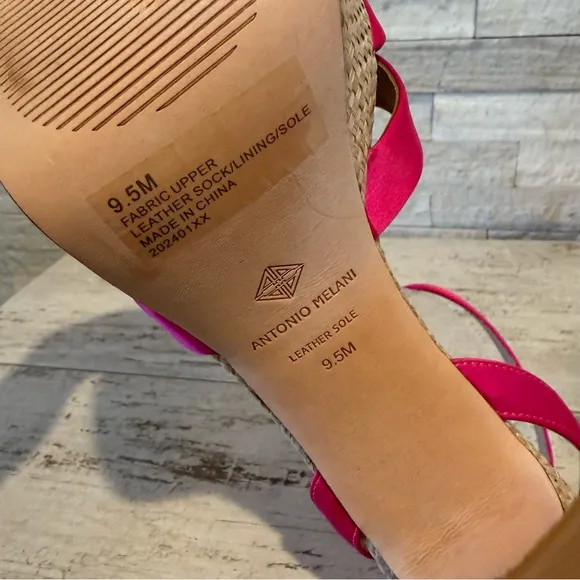 9.5M
FABRIC UPPER
LEATHER SOCK/LINING/SOLE
MADE IN CHINA
202401XX
ANTONIO MELANI
LEATHER SOLE
9.5M